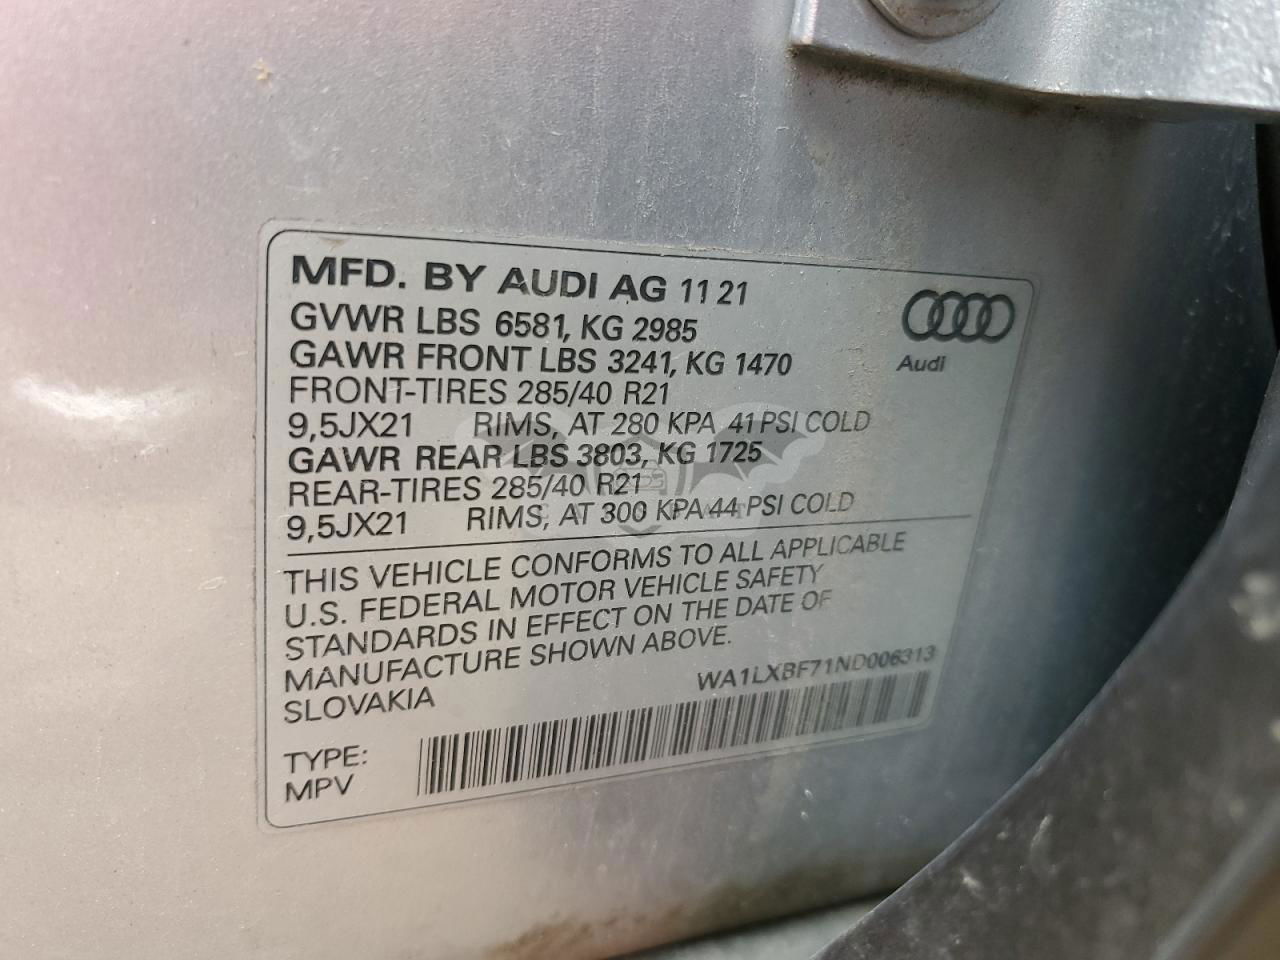 MFD. BY AUDI AG 11 21
GVWR LBS 6581, KG 2985
GAWR FRONT LBS 3241, KG 1470
Audi
FRONT-TIRES 285/40 R21
9,5JX21 RIMS, AT 280 KPA 41 PSI COLD
GAWR REAR LBS 3803, KG 1725
REAR-TIRES 285/40 R21
9,5JX21 RIMS, AT 300 KPA 44 PSI COLD
THIS VEHICLE CONFORMS TO ALL APPLICABLE
U.S. FEDERAL MOTOR VEHICLE SAFETY
STANDARDS IN EFFECT ON THE DATE OF
MANUFACTURE SHOWN ABOVE.
SLOVAKIA
WA1LXBF71ND006313
TYPE:
MPV